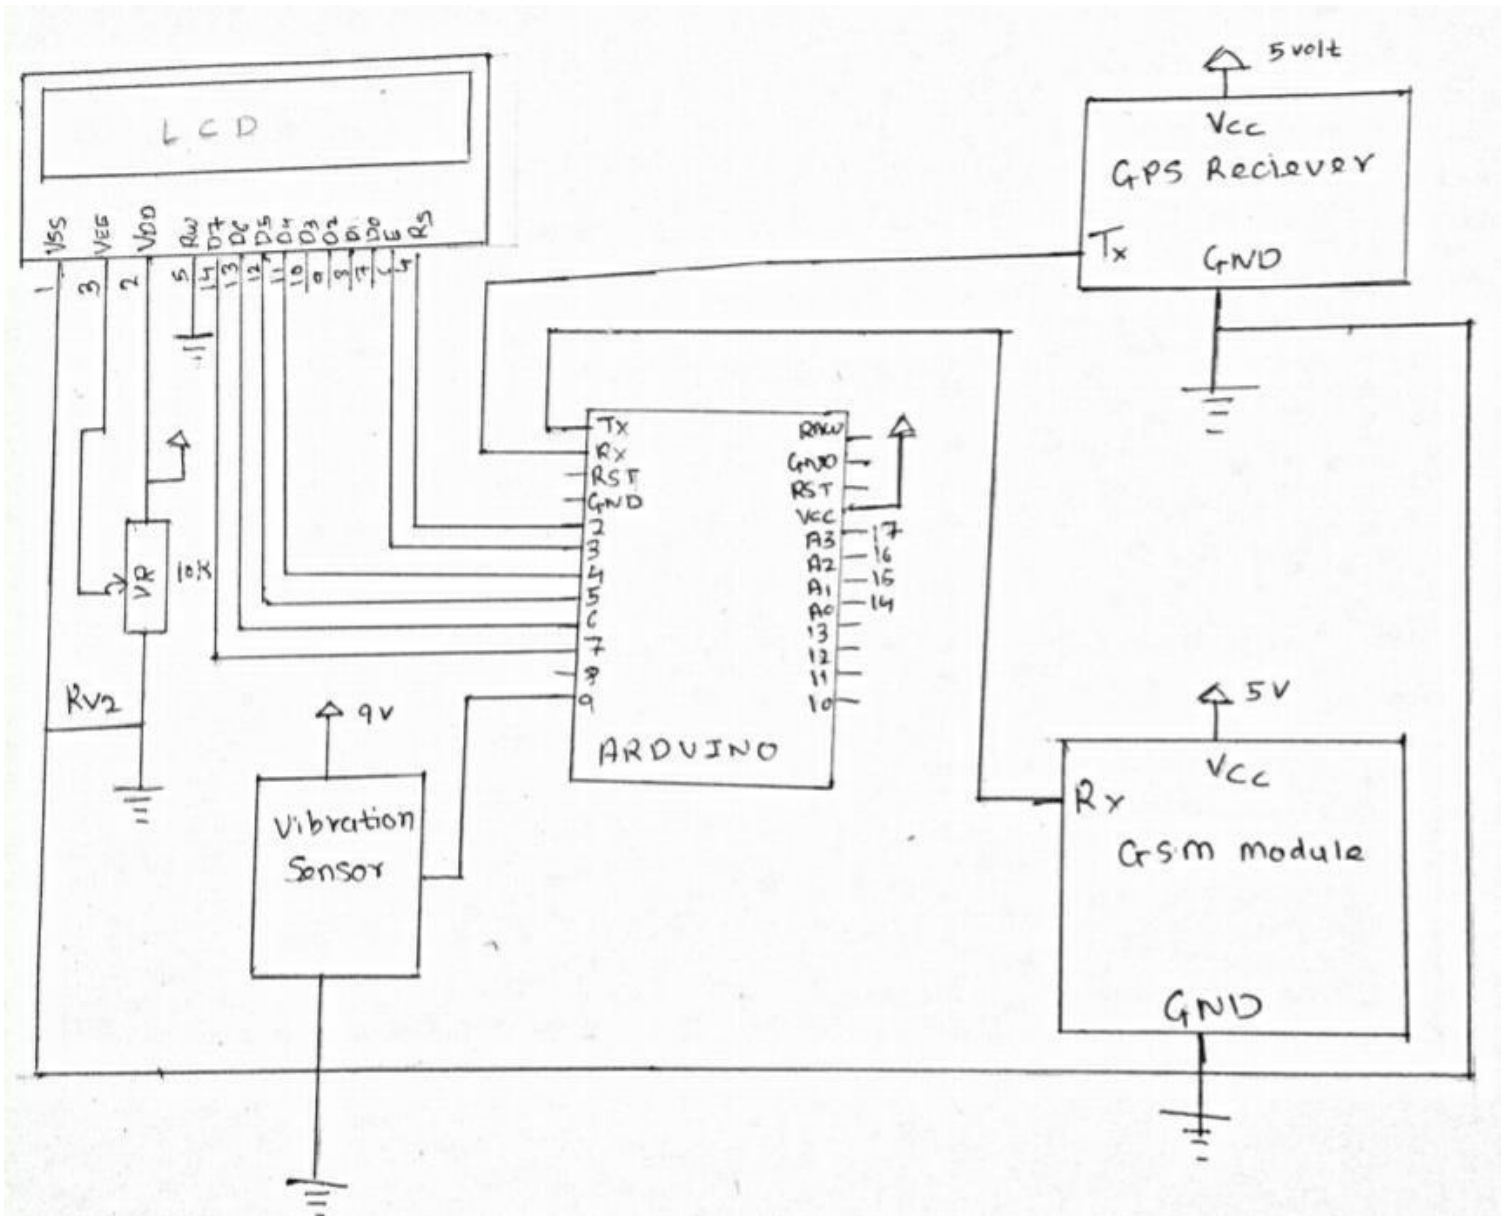 LCD
VSS
VEE
VDD
RW
D7
D6
D5
D4
D3
D2
D1
D0
E
RS
1
3
2
5
14
13
12
11
10
9
8
7
6
4
5 volt
Vcc
GPS Reciever
Tx
GND
Tx
Rx
RST
GND
2
3
4
5
6
7
8
9
RAW
GND
RST
VCC
A3
17
A2
16
A1
15
A0
14
13
12
11
10
ARDUINO
VR
10K
RV2
9V
Vibration
Sensor
5V
Vcc
Rx
GSm module
GND